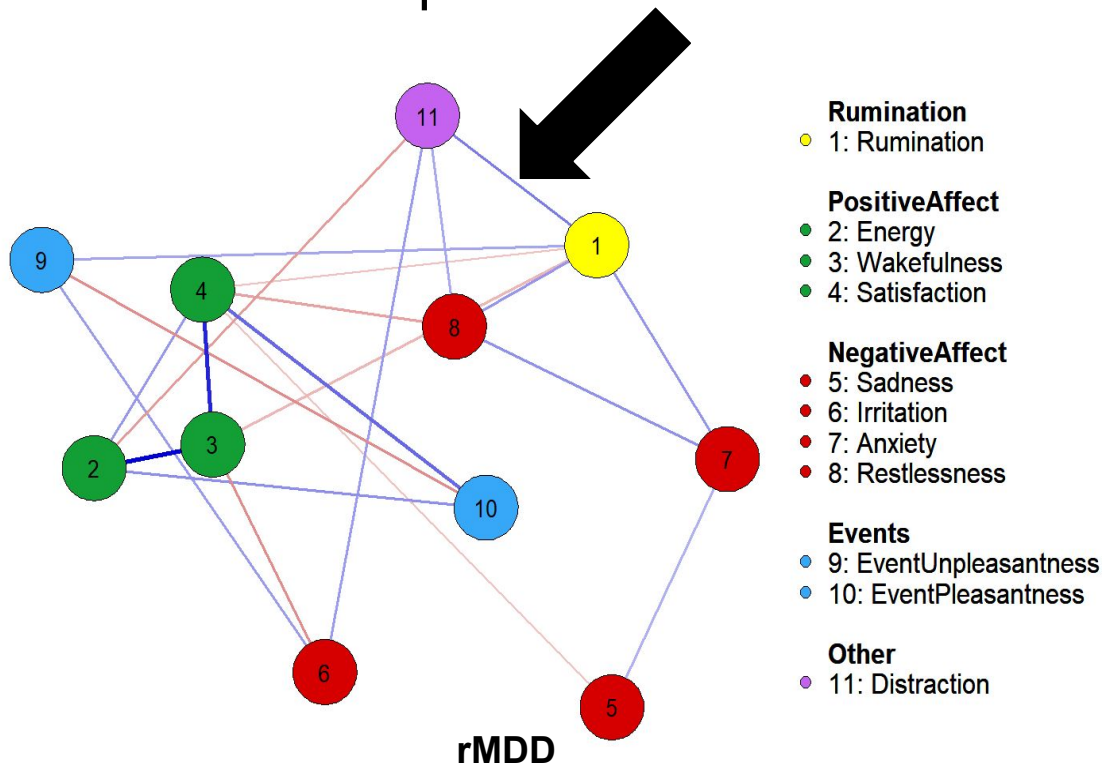 11
9
1
4
8
3
2
7
10
6
5
rMDD
Rumination
1: Rumination
PositiveAffect
2: Energy
3: Wakefulness
4: Satisfaction
NegativeAffect
5: Sadness
6: Irritation
7: Anxiety
8: Restlessness
Events
9: EventUnpleasantness
10: EventPleasantness
Other
11: Distraction